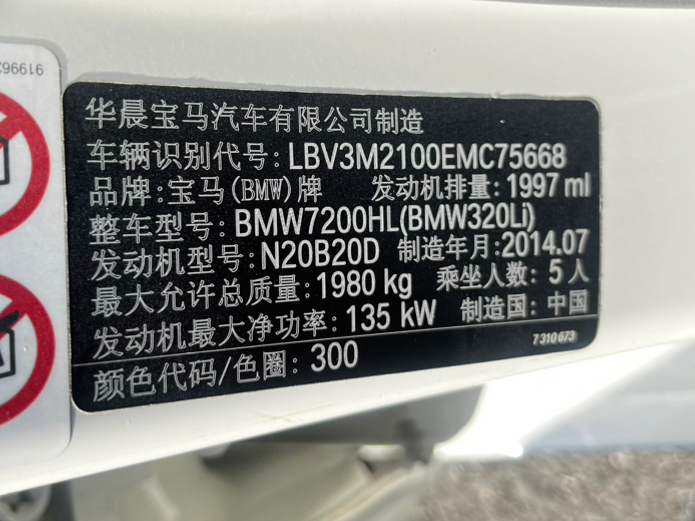 919963
华晨宝马汽车有限公司制造
车辆识别代号:LBV3M2100EMC75668
品牌:宝马(BMW)牌 发动机排量:1997 ml
整车型号:BMW7200HL(BMW320Li)
发动机型号:N20B20D 制造年月:2014.07
最大允许总质量:1980 kg 乘坐人数:5人
发动机最大净功率:135 kW 制造国:中国
颜色代码/色圈:300
7310673